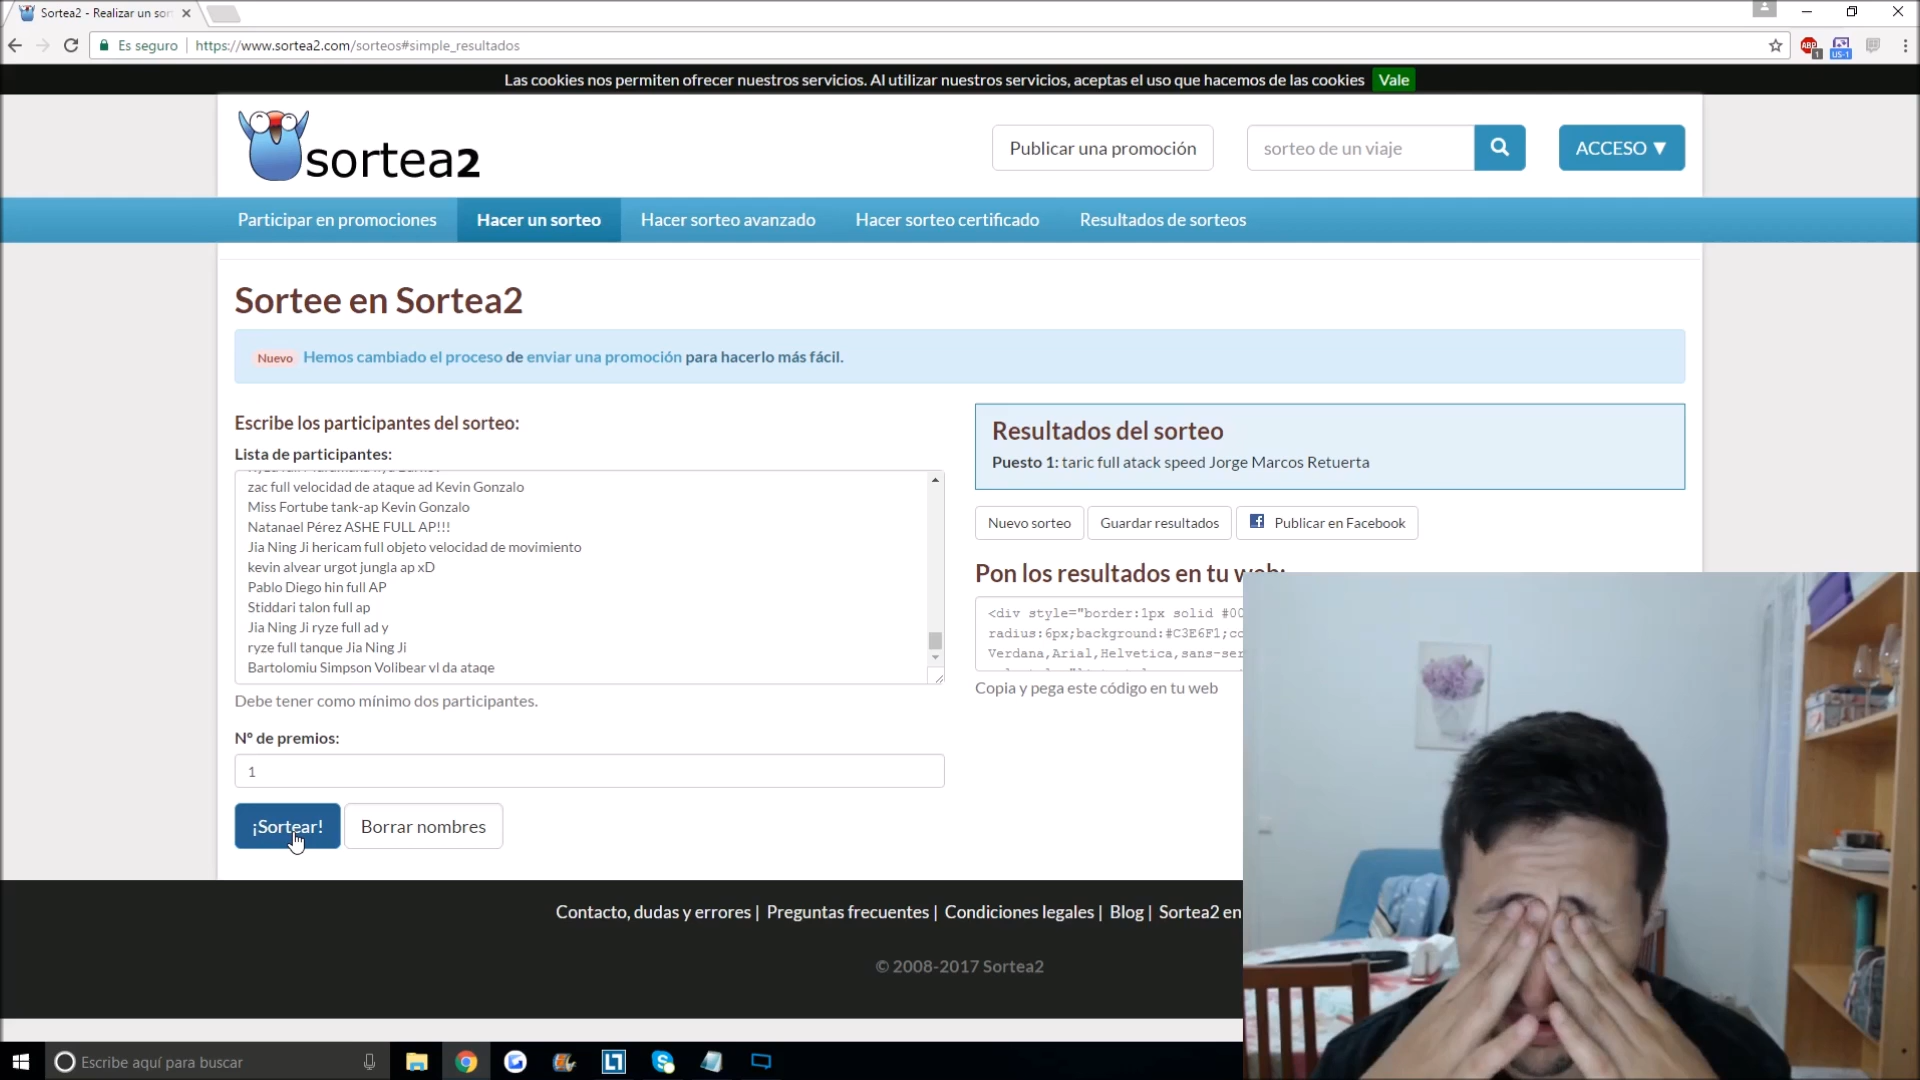 Sortea2 - Realizar un sor
Es seguro
https://www.sortea2.com/sorteos#simple_resultados
ABP
1
US-1
Las cookies nos permiten ofrecer nuestros servicios. Al utilizar nuestros servicios, aceptas el uso que hacemos de las cookies
Vale
sortea2
Publicar una promoción
sorteo de un viaje
ACCESO ▼
Participar en promociones
Hacer un sorteo
Hacer sorteo avanzado
Hacer sorteo certificado
Resultados de sorteos
Sortee en Sortea2
Nuevo Hemos cambiado el proceso de enviar una promoción para hacerlo más fácil.
Escribe los participantes del sorteo:
Lista de participantes:
zac full velocidad de ataque ad Kevin Gonzalo
Miss Fortube tank-ap Kevin Gonzalo
Natanael Pérez ASHE FULL AP!!!
Jia Ning Ji hericam full objeto velocidad de movimiento
kevin alvear urgot jungla ap xD
Pablo Diego hin full AP
Stiddari talon full ap
Jia Ning Ji ryze full ad y
ryze full tanque Jia Ning Ji
Bartolomiu Simpson Volibear vl da ataqe
Debe tener como mínimo dos participantes.
Nº de premios:
1
¡Sortear!
Borrar nombres
Resultados del sorteo
Puesto 1: taric full atack speed Jorge Marcos Retuerta
Nuevo sorteo
Guardar resultados
Publicar en Facebook
Pon los resultados en tu web:
<div style="border:1px solid #00
radius:6px;background:#C3E6F1;co
Verdana,Arial,Helvetica,sans-ser
Copia y pega este código en tu web
Contacto, dudas y errores | Preguntas frecuentes | Condiciones legales | Blog | Sortea2 en
© 2008-2017 Sortea2
Escribe aquí para buscar